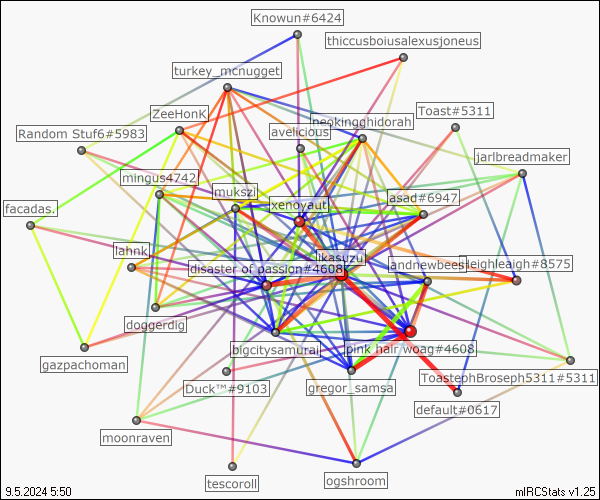 Knowun#6424
thiccusboiusalexusjoneus
turkey_mcnugget
ZeeHonK
neokingghidorah
Toast#5311
Random Stuf6#5983
avelicious
jarlbreadmaker
mingus4742
mukszi
xenoyaut
asad#6947
facadas.
lahnk
likasuzu
disaster of passion#4608
andnewbees
leighleaigh#8575
doggerdig
bigcitysamurai
pink hair woag#4608
gazpachoman
Duck™#9103
gregor_samsa
ToastephBroseph5311#5311
default#0617
moonraven
tescoroll
ogshroom
9.5.2024 5:50
mIRCStats v1.25